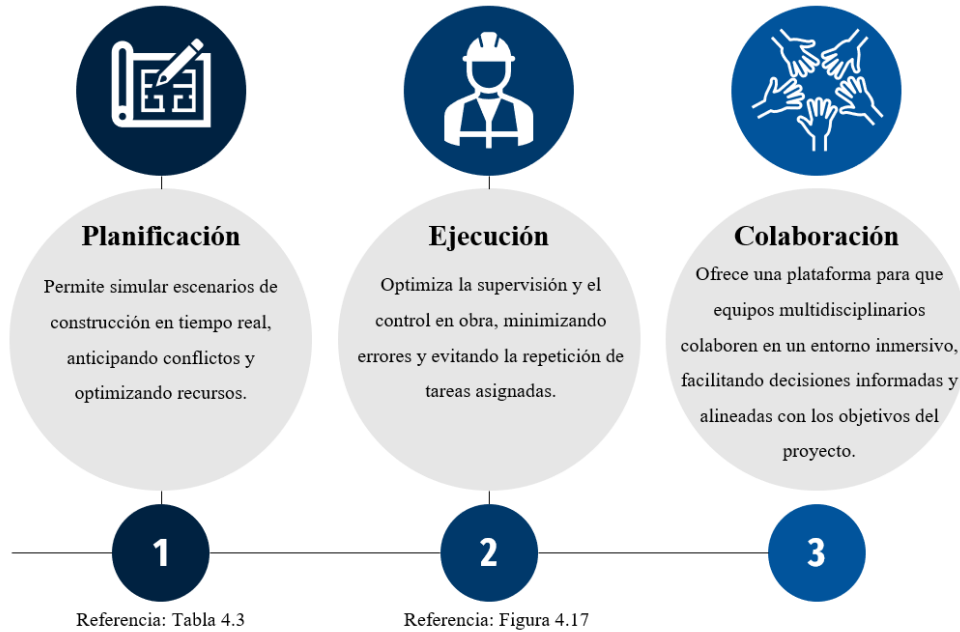 Planificación
Permite simular escenarios de
construcción en tiempo real,
anticipando conflictos y
optimizando recursos.
1
Referencia: Tabla 4.3
Ejecución
Optimiza la supervisión y el
control en obra, minimizando
errores y evitando la repetición de
tareas asignadas.
2
Referencia: Figura 4.17
Colaboración
Ofrece una plataforma para que
equipos multidisciplinarios
colaboren en un entorno inmersivo,
facilitando decisiones informadas y
alineadas con los objetivos del
proyecto.
3